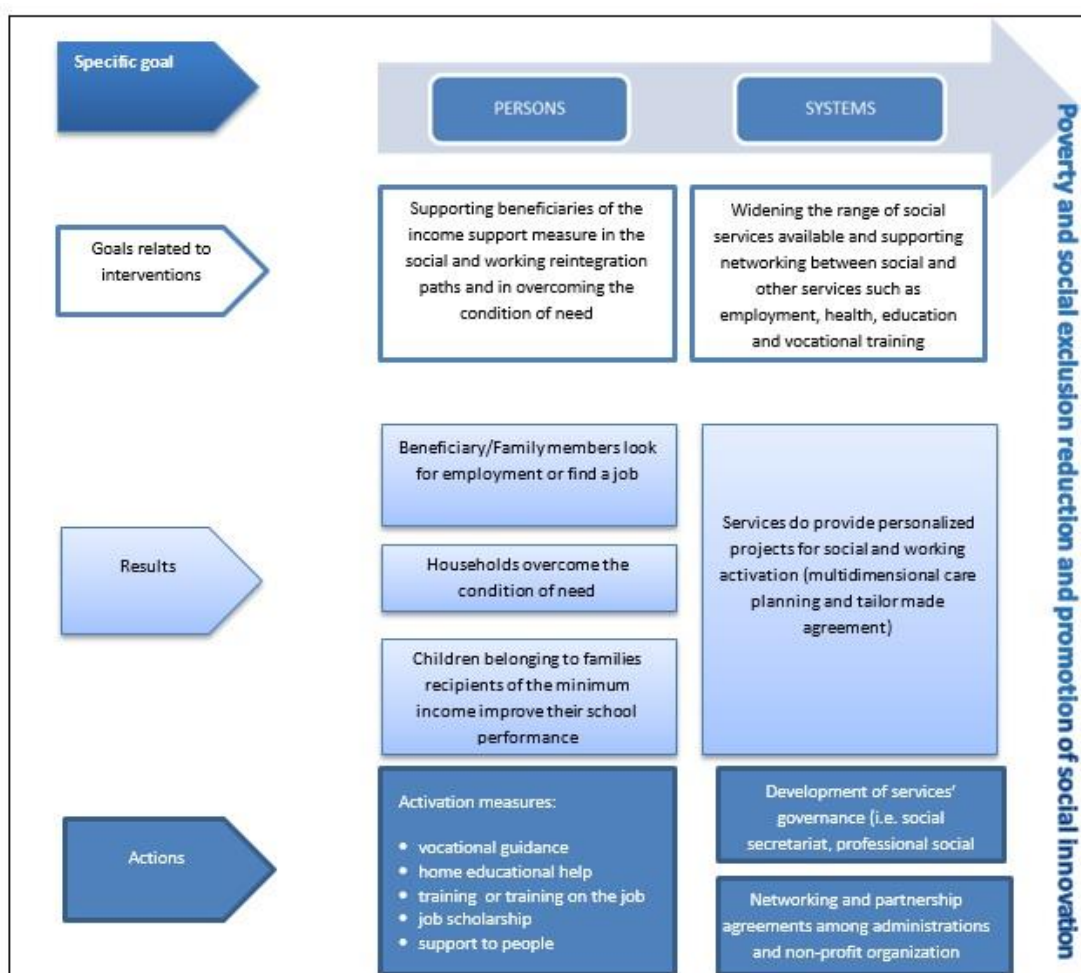 Specific goal
PERSONS
SYSTEMS
Poverty and social exclusion reduction and promotion of social innovation
Goals related to
interventions
Supporting beneficiaries of the
income support measure in the
social and working reintegration
paths and in overcoming the
condition of need
Widening the range of social
services available and supporting
networking between social and
other services such as
employment, health, education
and vocational training
Results
Beneficiary/Family members look
for employment or find a job
Households overcome the
condition of need
Children belonging to families
recipients of the minimum
income improve their school
performance
Services do provide personalized
projects for social and working
activation (multidimensional care
planning and tailor made
agreement)
Actions
Activation measures:
• vocational guidance
• home educational help
• training or training on the job
• job scholarship
• support to people
Development of services'
governance (i.e. social
secretariat, professional social
Networking and partnership
agreements among administrations
and non-profit organization